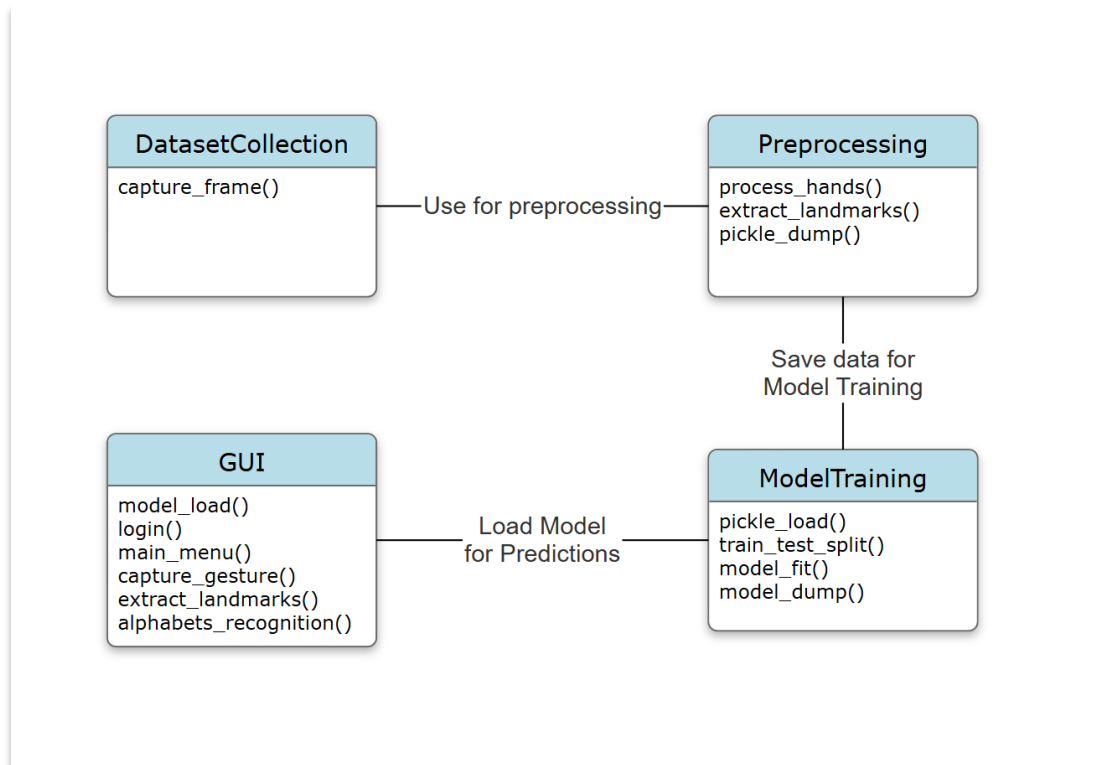 DatasetCollection
capture_frame()
Use for preprocessing
Preprocessing
process_hands()
extract_landmarks()
pickle_dump()
Save data for
Model Training
GUI
model_load()
login()
main_menu()
capture_gesture()
extract_landmarks()
alphabets_recognition()
Load Model
for Predictions
ModelTraining
pickle_load()
train_test_split()
model_fit()
model_dump()